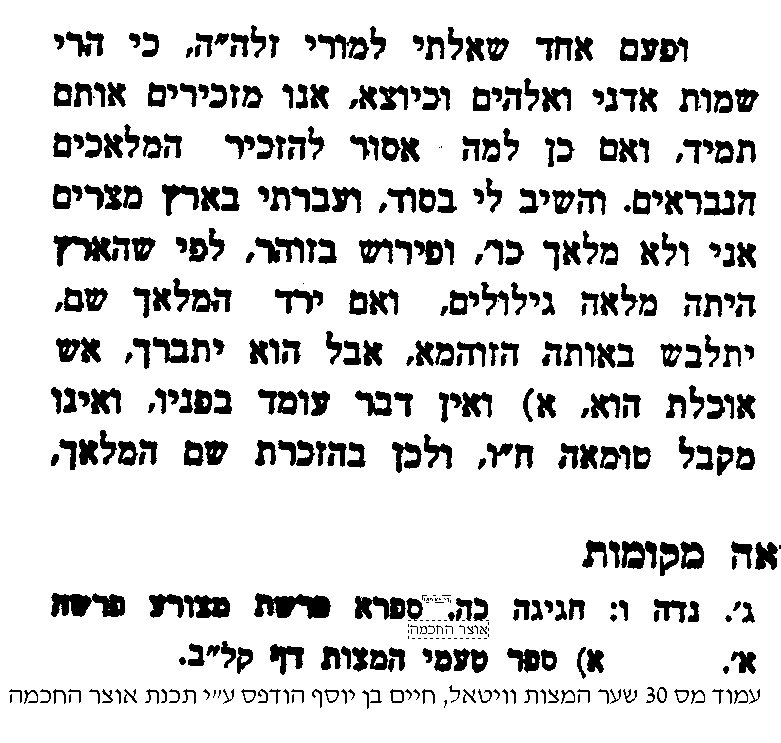 ופעם אחד שאלתי למורי זלה״ה, כי הרי
שמות אדני ואלהים וכיוצא, אנו מזכירים אותם
תמיד, ואם כן למה אסור להזכיר המלאכים
הנבראים. והשיב לי בסוד, ועברתי בארץ מצרים
אני ולא מלאך כו׳, ופירוש בזוהר, לפי שהארץ
היתה מלאה גילולים, ואם ירד המלאך שם,
יתלבש באותה הזוהמא, אבל הוא יתברך, אש
אוכלת הוא, א) ואין דבר עומד בפניו, ואינו
מקבל טומאה ח״ו, ולכן בהזכרת שם המלאך,
אה מקומות
ג׳. נדה ו: חגיגה כה. ספרא פרשת מצורע פרשה
אוצר החכמה
א׳. א) ספר טעמי המצות דף קל״ב.
עמוד מס 30 שער המצות וויטאל, חיים בן יוסף הודפס ע״י תכנת אוצר החכמה